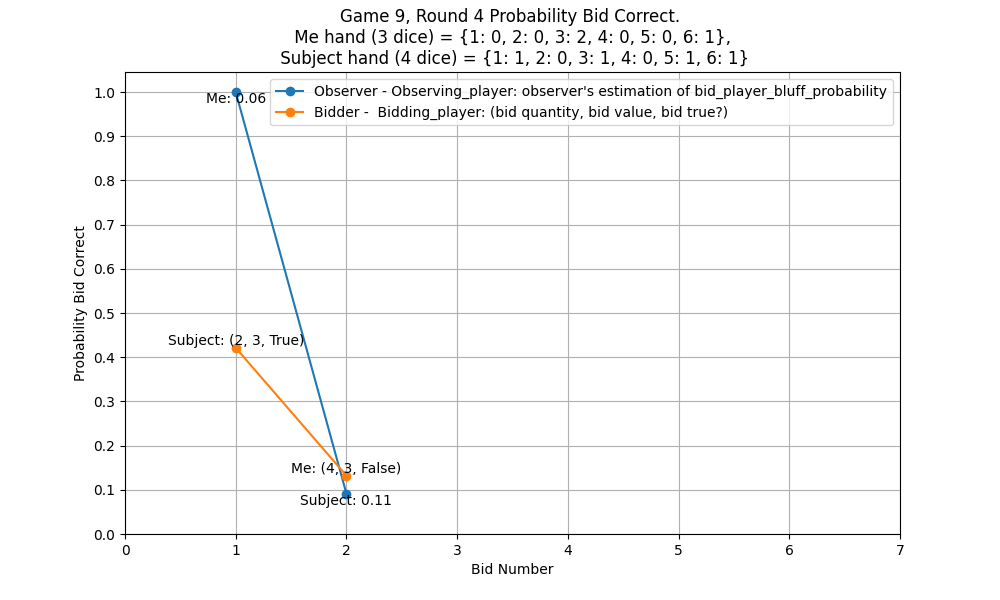 Game 9, Round 4 Probability Bid Correct.
Me hand (3 dice) = {1: 0, 2: 0, 3: 2, 4: 0, 5: 0, 6: 1},
Subject hand (4 dice) = {1: 1, 2: 0, 3: 1, 4: 0, 5: 1, 6: 1}
Observer - Observing_player: observer's estimation of bid_player_bluff_probability
Bidder -  Bidding_player: (bid quantity, bid value, bid true?)
Me: 0.06
Subject: (2, 3, True)
Me: (4, 3, False)
Subject: 0.11
Probability Bid Correct
1.0
0.9
0.8
0.7
0.6
0.5
0.4
0.3
0.2
0.1
0.0
0 1 2 3 4 5 6 7
Bid Number